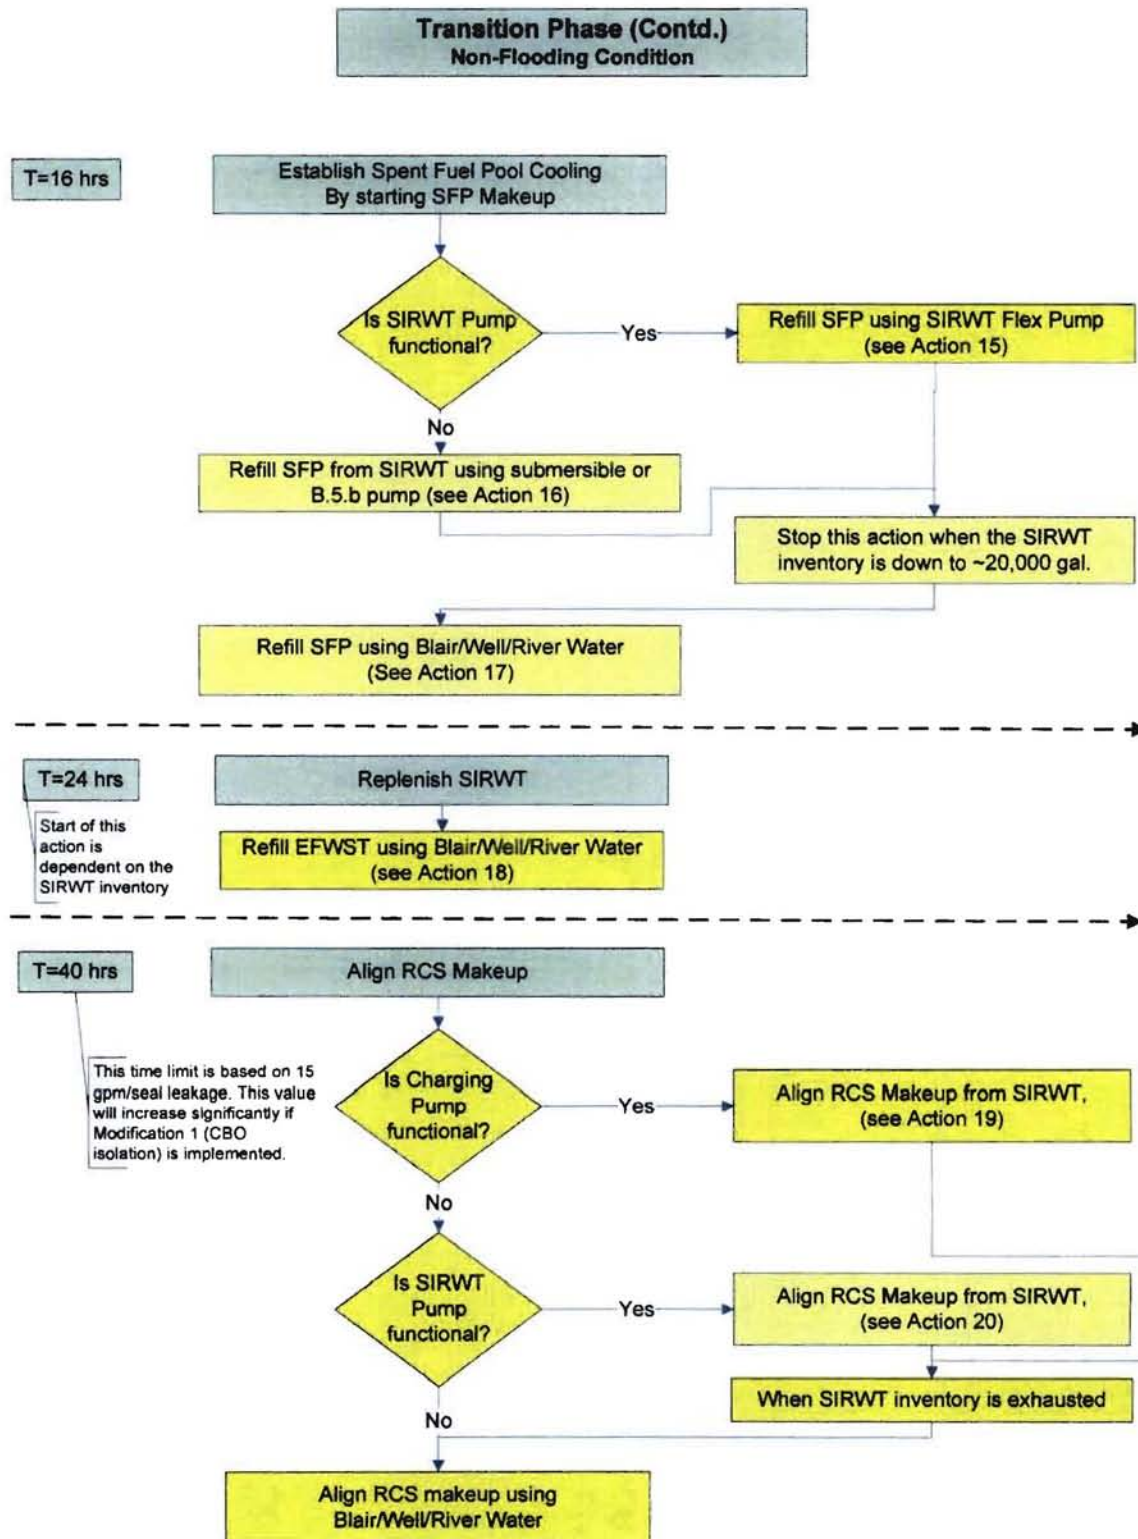 Transition Phase (Contd.)
Non-Flooding Condition
T=16 hrs
Establish Spent Fuel Pool Cooling
By starting SFP Makeup
Is SIRWT Pump
functional?
Yes
Refill SFP using SIRWT Flex Pump
(see Action 15)
No
Refill SFP from SIRWT using submersible or
B.5.b pump (see Action 16)
Stop this action when the SIRWT
inventory is down to ~20,000 gal.
Refill SFP using Blair/Well/River Water
(See Action 17)
T=24 hrs
Start of this
action is
dependent on the
SIRWT inventory
Replenish SIRWT
Refill EFWST using Blair/Well/River Water
(see Action 18)
T=40 hrs
This time limit is based on 15
gpm/seal leakage. This value
will increase significantly if
Modification 1 (CBO
isolation) is implemented.
Align RCS Makeup
Is Charging
Pump
functional?
Yes
Align RCS Makeup from SIRWT,
(see Action 19)
No
Is SIRWT
Pump
functional?
Yes
Align RCS Makeup from SIRWT,
(see Action 20)
When SIRWT inventory is exhausted
No
Align RCS makeup using
Blair/Well/River Water